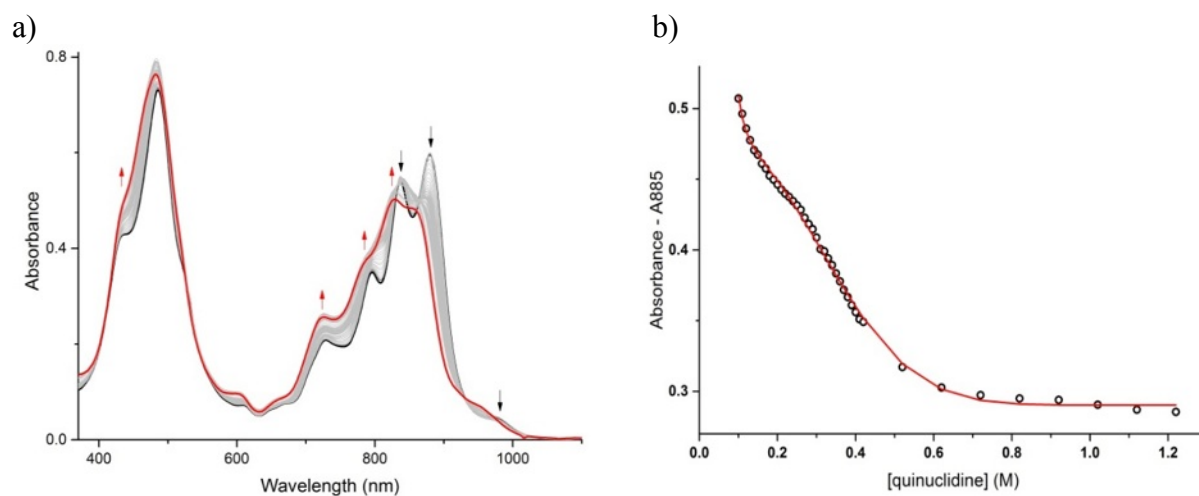 a)
0.8
0.4
0.0
Absorbance
400
600
800
1000
Wavelength (nm)
b)
0.5
0.4
0.3
Absorbance - A885
0.0
0.2
0.4
0.6
0.8
1.0
1.2
[quinuclidine] (M)